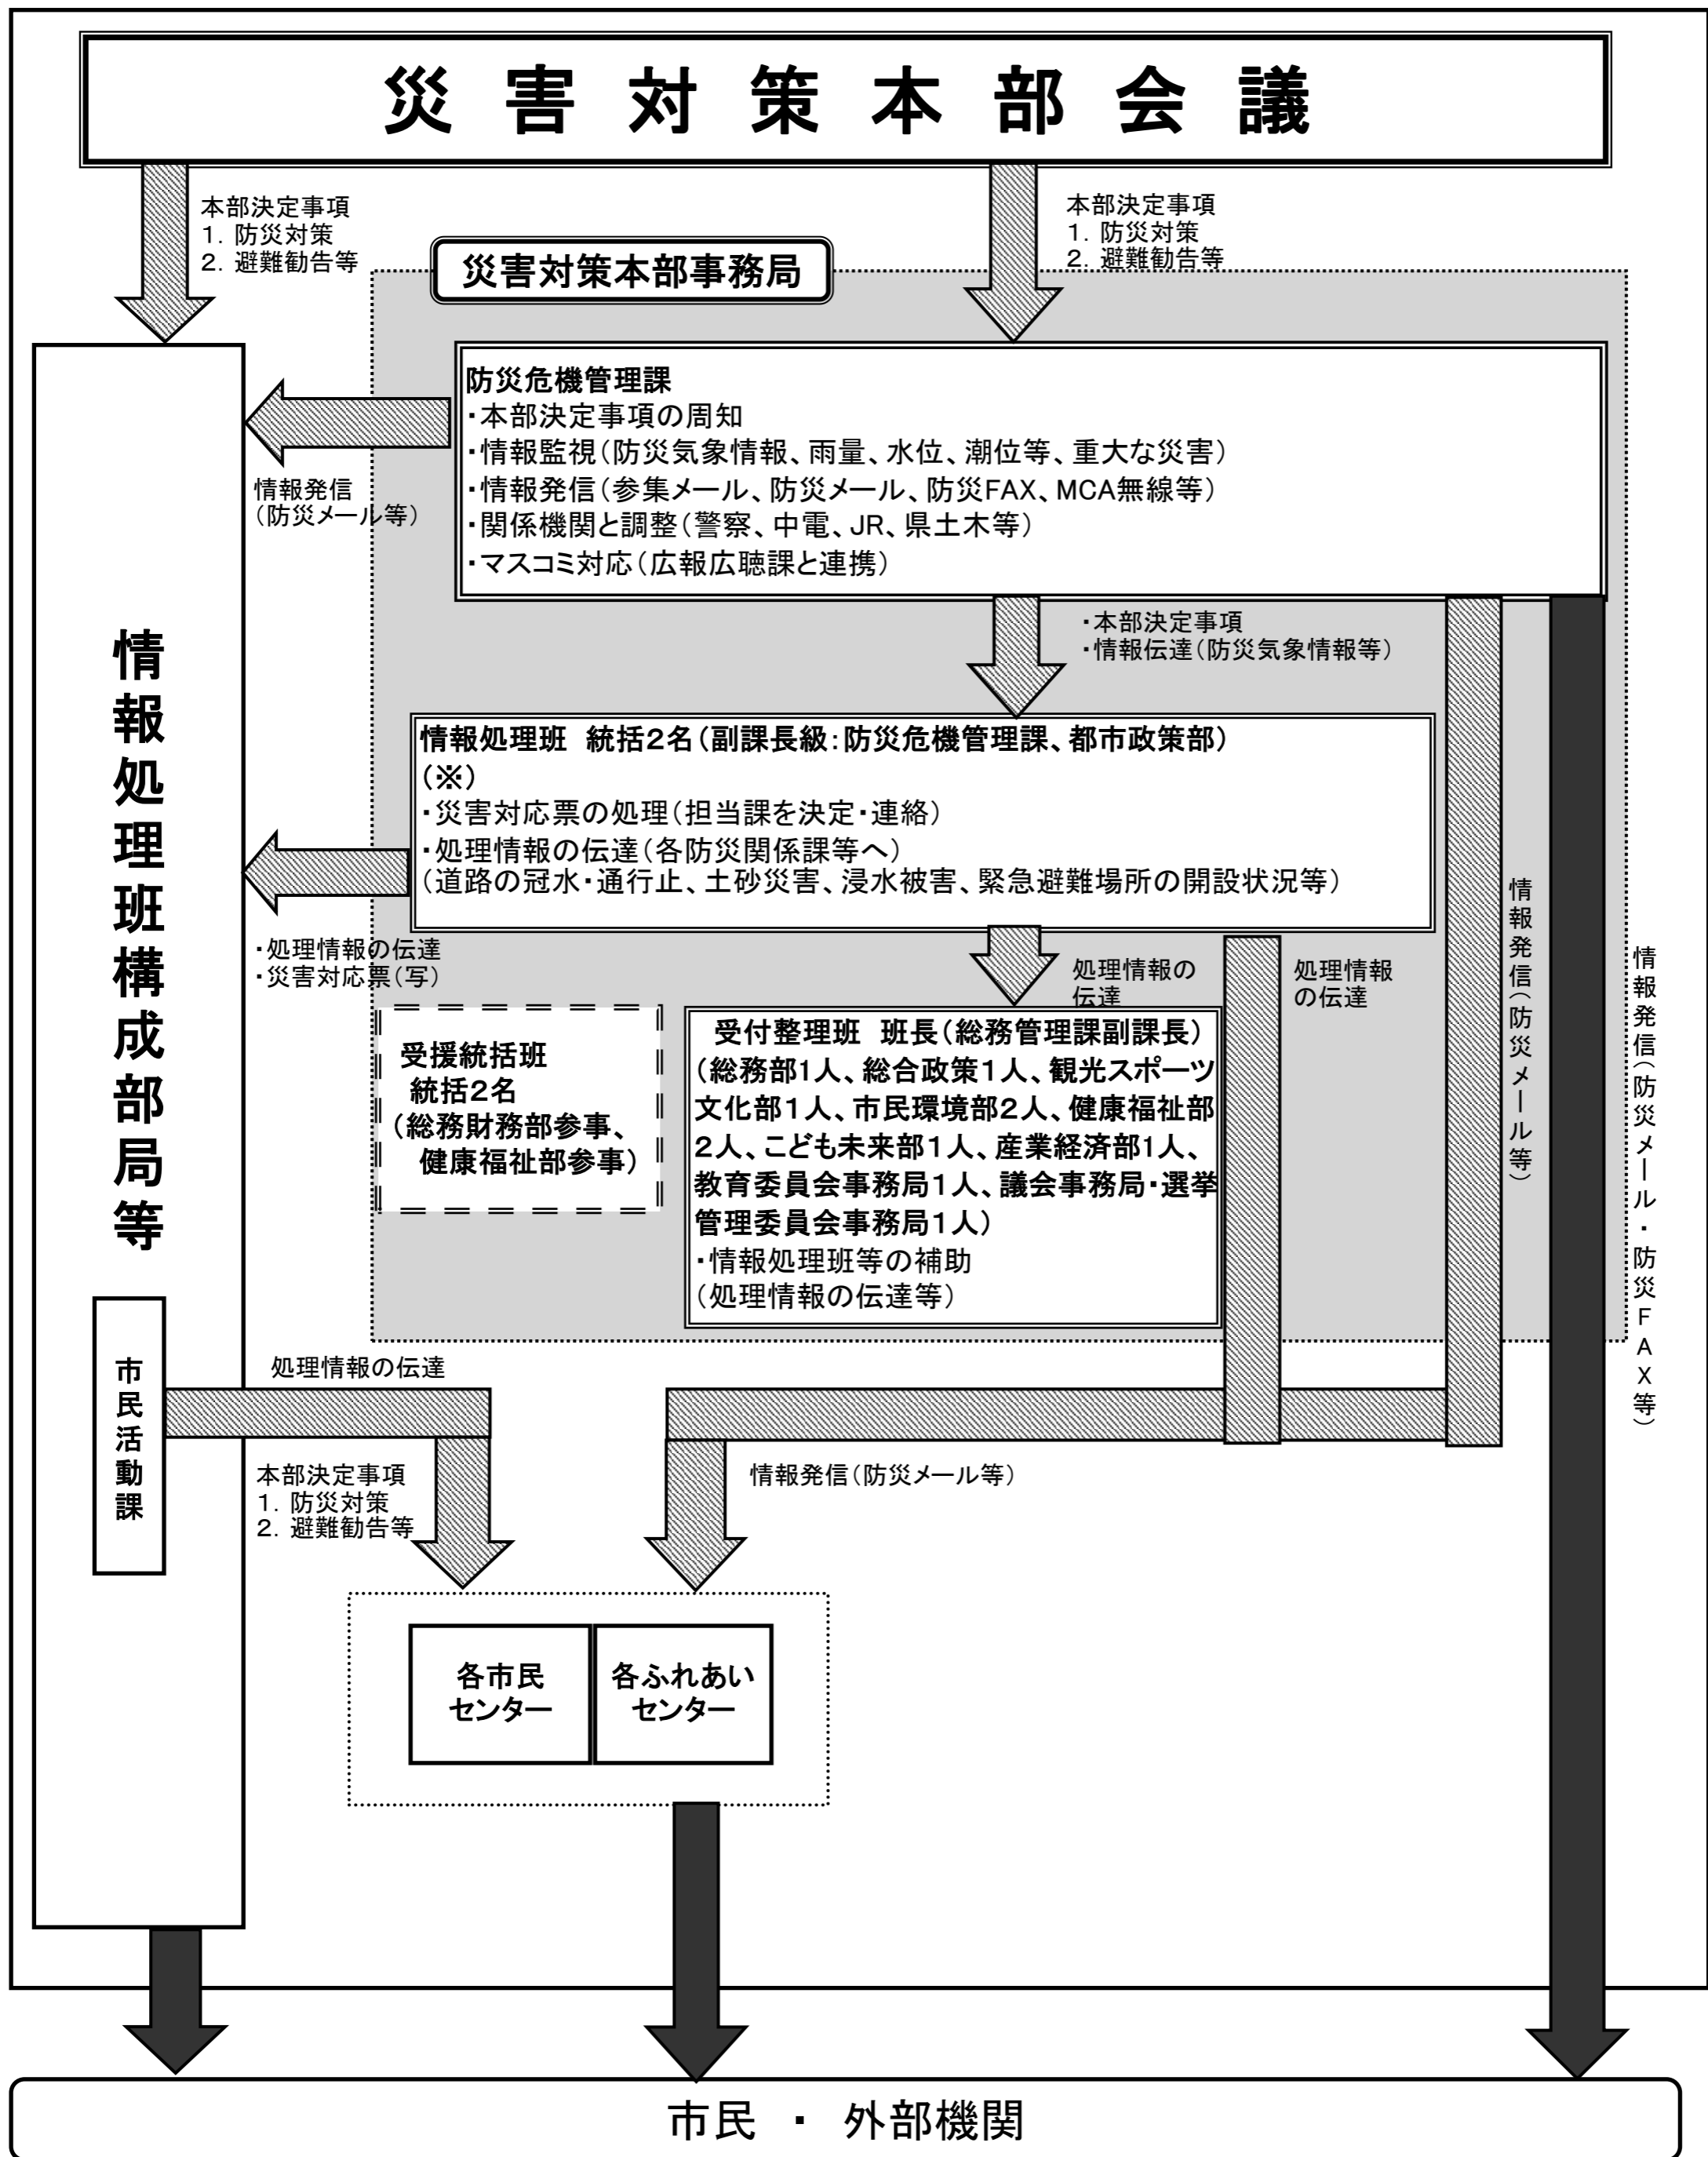 災害対策本部会議
本部決定事項
1．防災対策
2．避難勧告等
本部決定事項
1．防災対策
2．避難勧告等
災害対策本部事務局
防災危機管理課
・本部決定事項の周知
・情報監視（防災気象情報、雨量、水位、潮位等、重大な災害）
・情報発信（参集メール、防災メール、防災FAX、MCA無線等）
・関係機関と調整（警察、中電、JR、県土木等）
・マスコミ対応（広報広聴課と連携）
情報発信
（防災メール等）
・本部決定事項
・情報伝達（防災気象情報等）
情報処理班構成部局等
情報処理班　統括2名（副課長級：防災危機管理課、都市政策部）
（※）
・災害対応票の処理（担当課を決定・連絡）
・処理情報の伝達（各防災関係課等へ）
（道路の冠水・通行止、土砂災害、浸水被害、緊急避難場所の開設状況等）
・処理情報の伝達
・災害対応票（写）
処理情報の
伝達
処理情報
の伝達
情報発信（防災メール等）
情報発信（防災メール・防災FAX等）
受援統括班
統括2名
（総務財務部参事、
健康福祉部参事）
受付整理班　班長（総務管理課副課長）
（総務部1人、総合政策1人、観光スポーツ
文化部1人、市民環境部2人、健康福祉部
2人、こども未来部1人、産業経済部1人、
教育委員会事務局1人、議会事務局・選挙
管理委員会事務局1人）
・情報処理班等の補助
（処理情報の伝達等）
市民活動課
処理情報の伝達
本部決定事項
1．防災対策
2．避難勧告等
情報発信（防災メール等）
各市民
センター
各ふれあい
センター
市民　・　外部機関